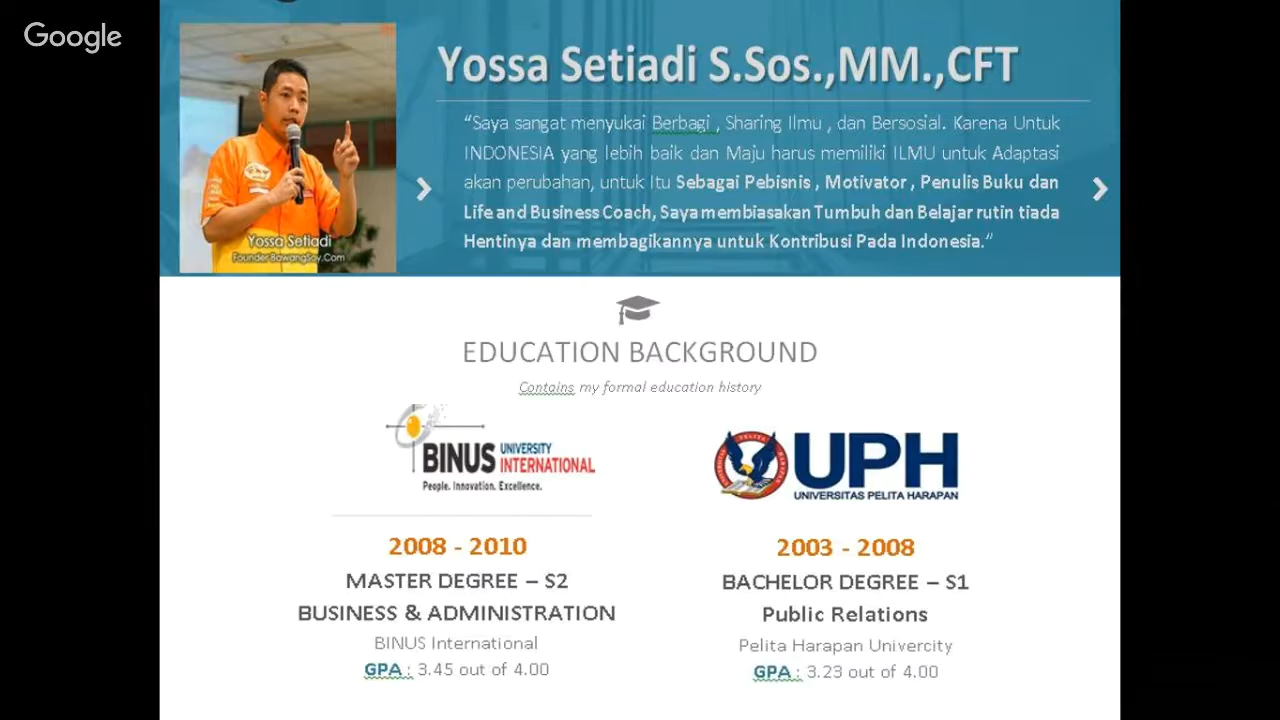 Google
Yossa Setiadi S.Sos.,MM.,CFT
“Saya sangat menyukai Berbagi , Sharing Ilmu , dan Bersosial. Karena Untuk
INDONESIA yang lebih baik dan Maju harus memiliki ILMU untuk Adaptasi
akan perubahan, untuk Itu Sebagai Pebisnis , Motivator , Penulis Buku dan
Life and Business Coach, Saya membiasakan Tumbuh dan Belajar rutin tiada
Hentinya dan membagikannya untuk Kontribusi Pada Indonesia.”
Yossa Setiadi
Founder BawangSoy.Com
EDUCATION BACKGROUND
Contains my formal education history
BINUS UNIVERSITY
INTERNATIONAL
People. Innovation. Excellence.
2008 - 2010
MASTER DEGREE – S2
BUSINESS & ADMINISTRATION
BINUS International
GPA : 3.45 out of 4.00
UPH
UNIVERSITAS PELITA HARAPAN
2003 - 2008
BACHELOR DEGREE – S1
Public Relations
Pelita Harapan Univercity
GPA : 3.23 out of 4.00